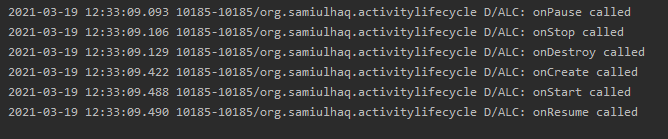 2021-03-19 12:33:09.093 10185-10185/org.samiulhaq.activitylifecycle D/ALC: onPause called
2021-03-19 12:33:09.106 10185-10185/org.samiulhaq.activitylifecycle D/ALC: onStop called
2021-03-19 12:33:09.129 10185-10185/org.samiulhaq.activitylifecycle D/ALC: onDestroy called
2021-03-19 12:33:09.422 10185-10185/org.samiulhaq.activitylifecycle D/ALC: onCreate called
2021-03-19 12:33:09.488 10185-10185/org.samiulhaq.activitylifecycle D/ALC: onStart called
2021-03-19 12:33:09.490 10185-10185/org.samiulhaq.activitylifecycle D/ALC: onResume called